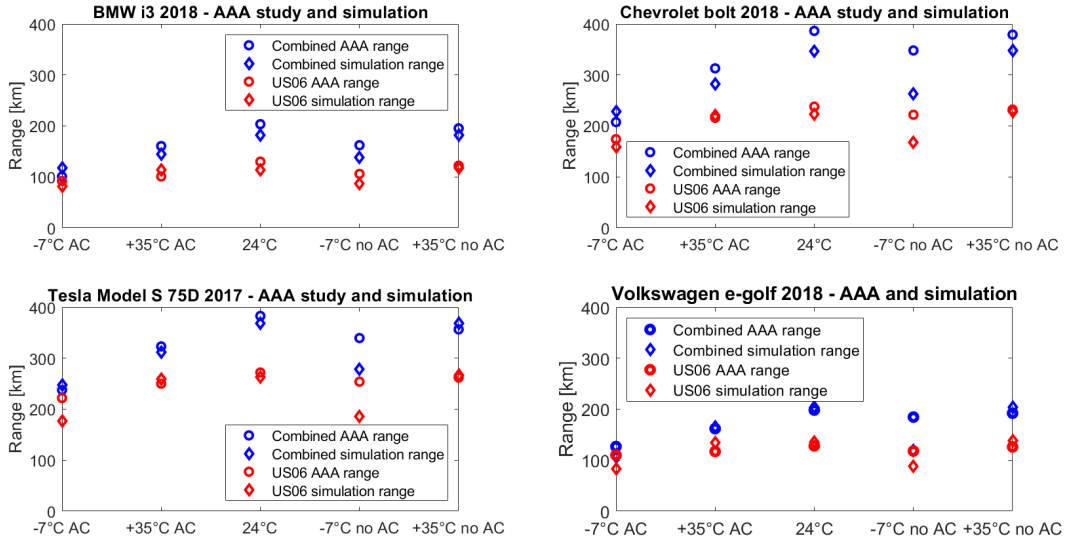 BMW i3 2018 - AAA study and simulation
400
300
200
100
0
Range [km]
Combined AAA range
Combined simulation range
US06 AAA range
US06 simulation range
-7°C AC +35°C AC 24°C -7°C no AC +35°C no AC
Chevrolet bolt 2018 - AAA study and simulation
400
300
200
100
0
Range [km]
Combined AAA range
Combined simulation range
US06 AAA range
US06 simulation range
-7°C AC +35°C AC 24°C -7°C no AC +35°C no AC
Tesla Model S 75D 2017 - AAA study and simulation
400
300
200
100
0
Range [km]
Combined AAA range
Combined simulation range
US06 AAA range
US06 simulation range
-7°C AC +35°C AC 24°C -7°C no AC +35°C no AC
Volkswagen e-golf 2018 - AAA and simulation
400
300
200
100
0
Range [km]
Combined AAA range
Combined simulation range
US06 AAA range
US06 simulation range
-7°C AC +35°C AC 24°C -7°C no AC +35°C no AC